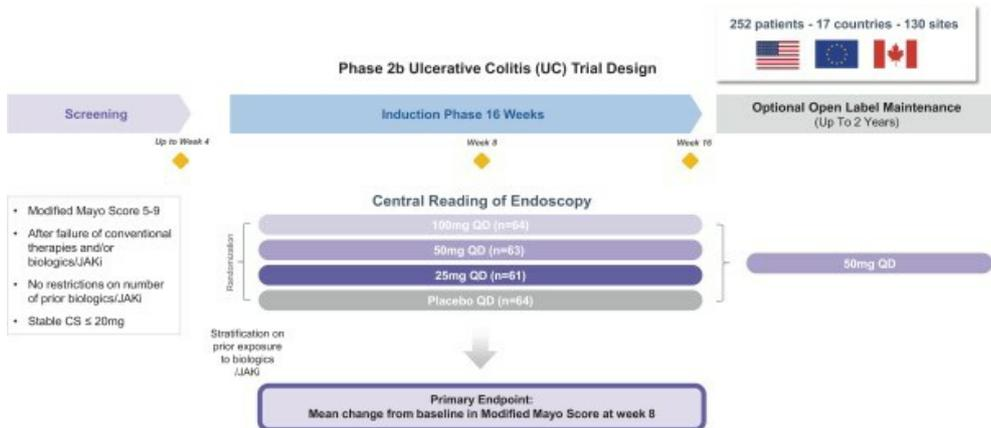 252 patients - 17 countries - 130 sites
Phase 2b Ulcerative Colitis (UC) Trial Design
Screening
Induction Phase 16 Weeks
Optional Open Label Maintenance
(Up To 2 Years)
Up to Week 4
Week 8
Week 16
• Modified Mayo Score 5-9
• After failure of conventional
therapies and/or
biologics/JAKi
• No restrictions on number
of prior biologics/JAKi
• Stable CS ≤ 20mg
Central Reading of Endoscopy
Randomization
100mg QD (n=64)
50mg QD (n=63)
25mg QD (n=61)
Placebo QD (n=64)
50mg QD
Stratification on
prior exposure
to biologics
/JAKi
Primary Endpoint:
Mean change from baseline in Modified Mayo Score at week 8